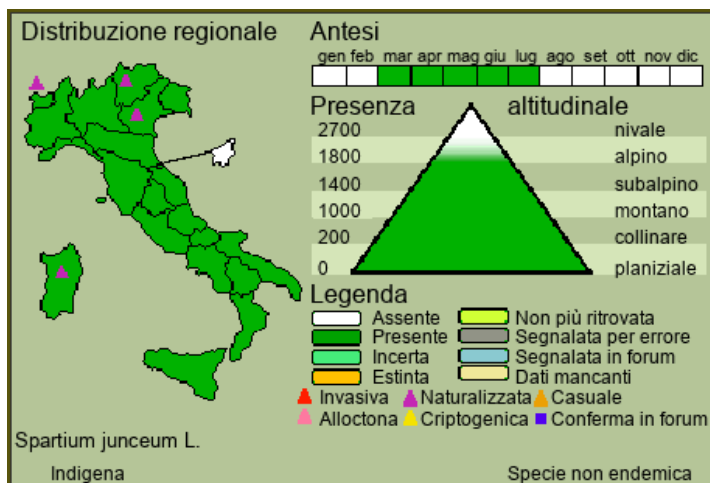 Distribuzione regionale
Antesi
gen feb mar apr mag giu lug ago set ott nov dic
Presenza altitudinale
2700 nivale
1800 alpino
1400 subalpino
1000 montano
200 collinare
0 planiziale
Legenda
Assente Non più ritrovata
Presente Segnalata per errore
Incerta Segnalata in forum
Estinta Dati mancanti
Invasiva Naturalizzata Casuale
Alloctona Criptogenica Conferma in forum
Spartium junceum L.
Indigena Specie non endemica